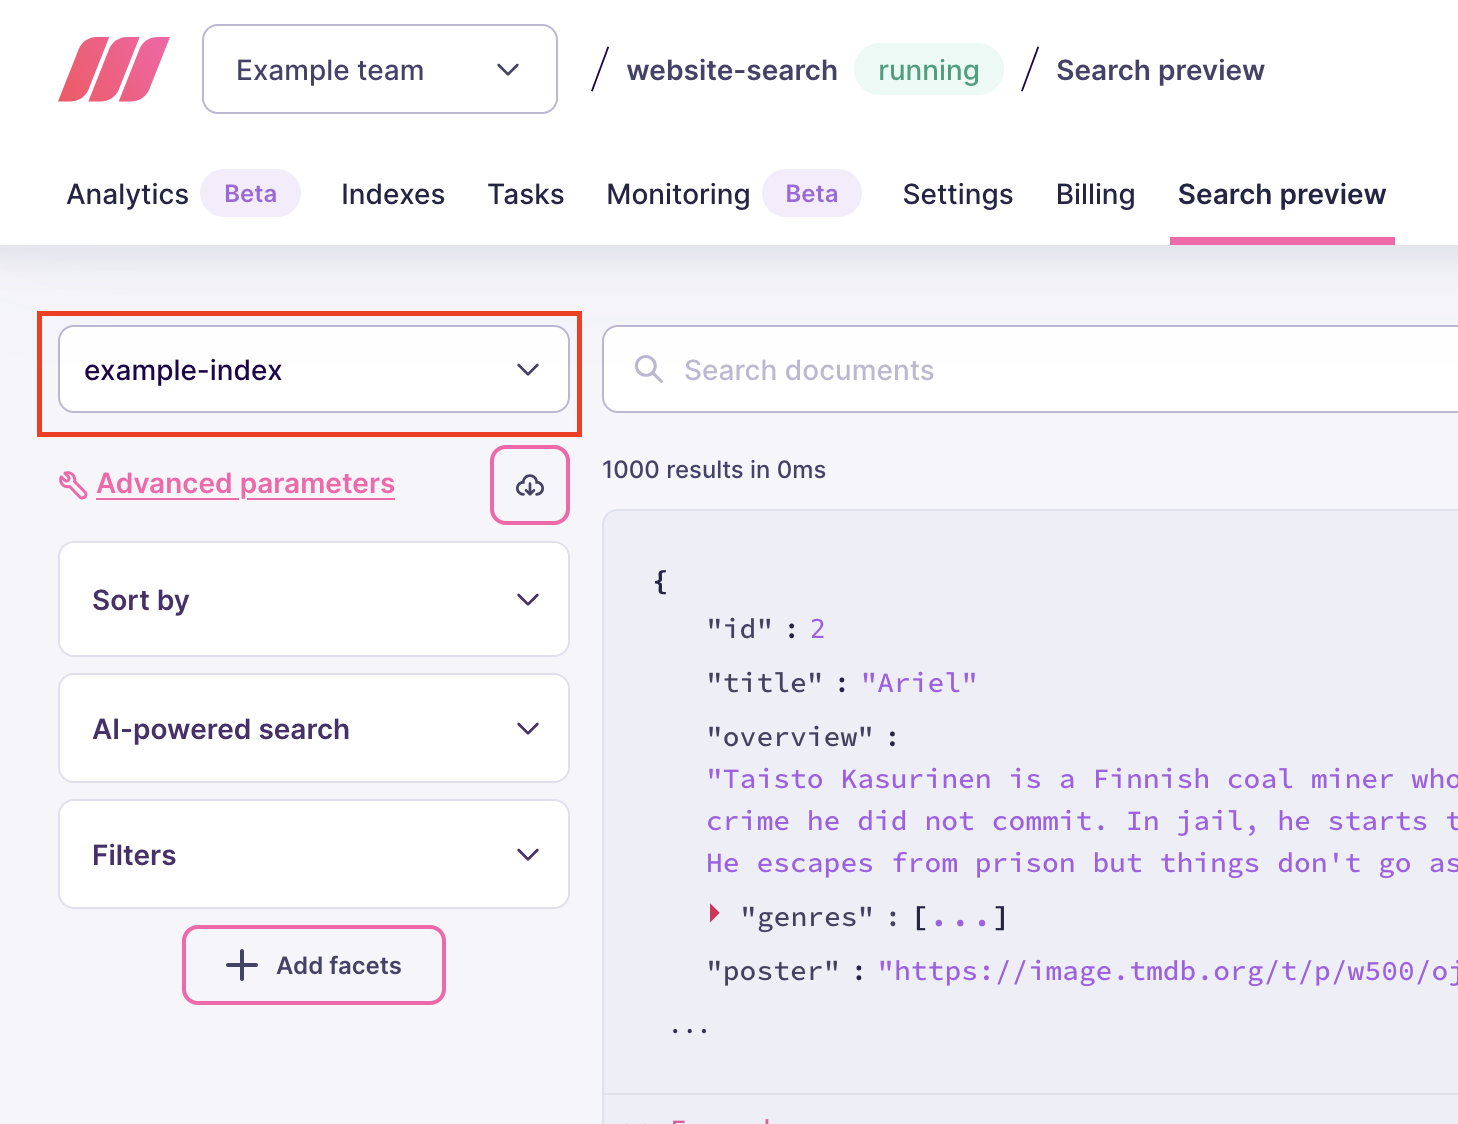 Example team / website-search running / Search preview
Analytics Beta Indexes Tasks Monitoring Beta Settings Billing Search preview
example-index
Search documents
Advanced parameters
1000 results in 0ms
Sort by
AI-powered search
Filters
Add facets
{
"id" : 2
"title" : "Ariel"
"overview" :
"Taisto Kasurinen is a Finnish coal miner who
crime he did not commit. In jail, he starts t
He escapes from prison but things don't go as
"genres" : [...]
"poster" : "https://image.tmdb.org/t/p/w500/oj
...